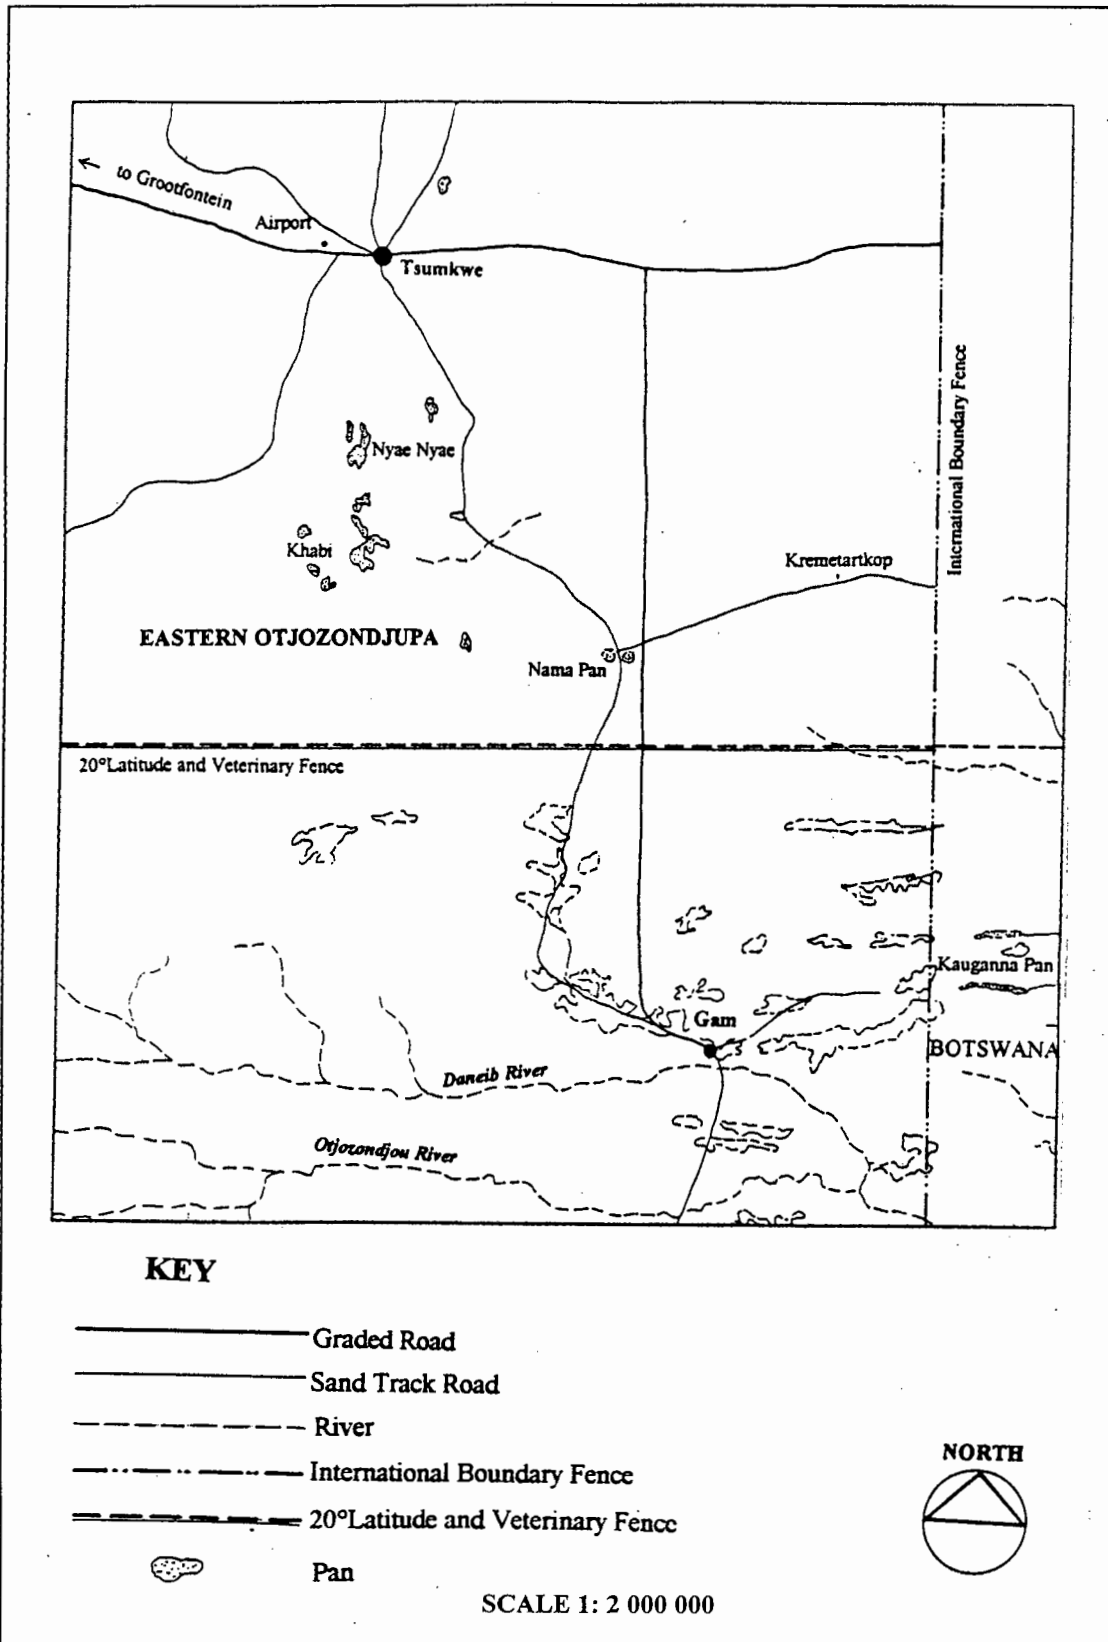 to Grootfontein
Airport
Tsumkwe
International Boundary Fence
Nyae Nyae
Khabi
Kremetartkop
EASTERN OTJOZONDJUPA
Nama Pan
20°Latitude and Veterinary Fence
Kauganna Pan
Gam
BOTSWANA
Daneib River
Otjozondjou River
KEY
Graded Road
Sand Track Road
River
International Boundary Fence
20°Latitude and Veterinary Fence
Pan
NORTH
SCALE 1: 2 000 000